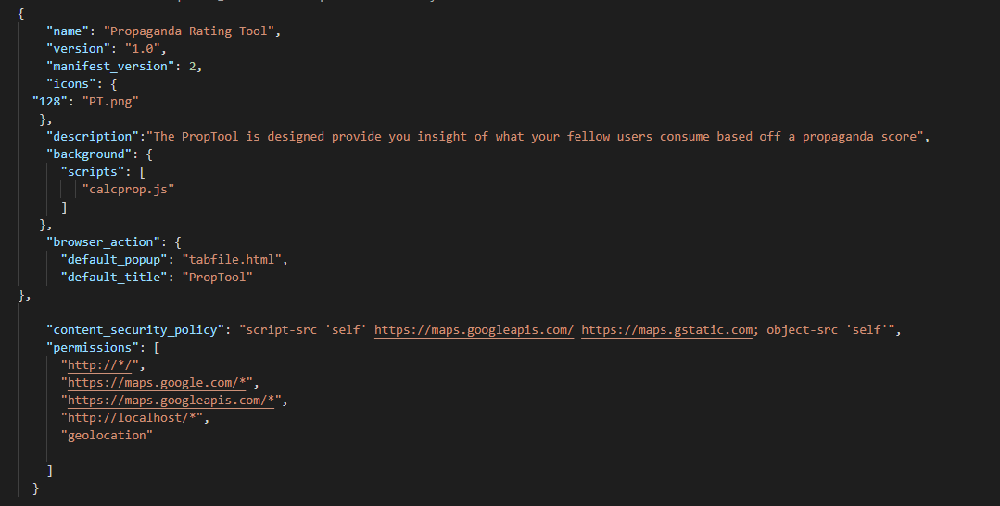 {
"name": "Propaganda Rating Tool",
"version": "1.0",
"manifest_version": 2,
"icons": {
"128": "PT.png"
},
"description":"The PropTool is designed provide you insight of what your fellow users consume based off a propaganda score",
"background": {
"scripts": [
"calcprop.js"
]
},
"browser_action": {
"default_popup": "tabfile.html",
"default_title": "PropTool"
},
"content_security_policy": "script-src 'self' https://maps.googleapis.com/ https://maps.gstatic.com; object-src 'self'",
"permissions": [
"http://*/",
"https://maps.google.com/*",
"https://maps.googleapis.com/*",
"http://localhost/*",
"geolocation"
]
}